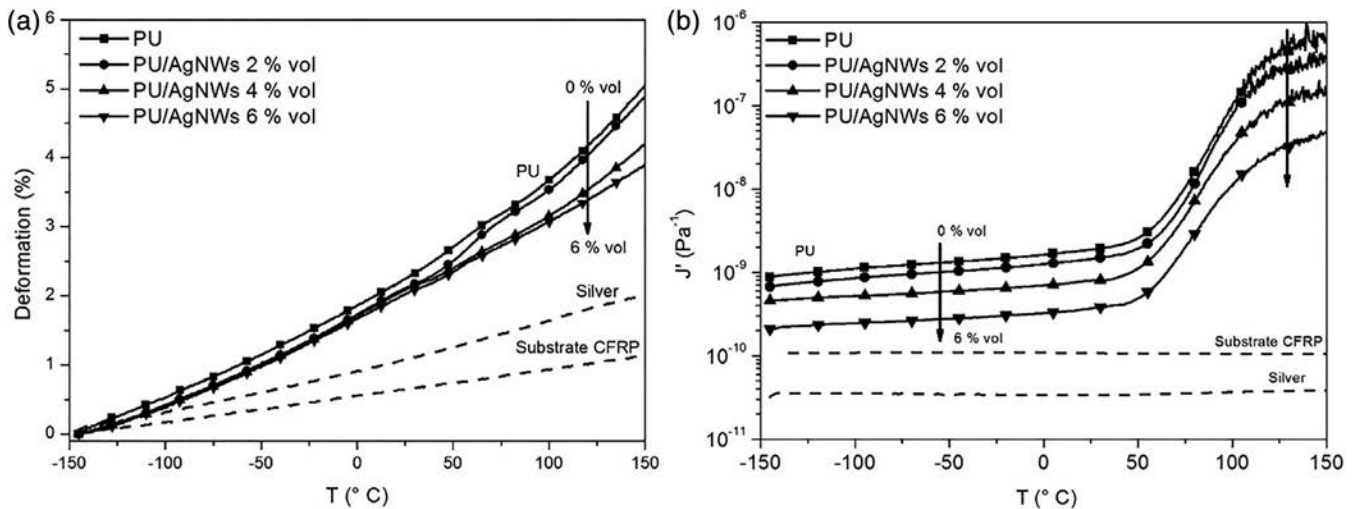 (a)
6
5
4
3
2
1
0
Deformation (%)
PU
PU/AgNWs 2 % vol
PU/AgNWs 4 % vol
PU/AgNWs 6 % vol
0 % vol
PU
6 % vol
Silver
Substrate CFRP
-150 -100 -50 0 50 100 150
T (° C)
(b)
10⁻⁶
10⁻⁷
10⁻⁸
10⁻⁹
10⁻¹⁰
10⁻¹¹
J' (Pa⁻¹)
PU
PU/AgNWs 2 % vol
PU/AgNWs 4 % vol
PU/AgNWs 6 % vol
PU
0 % vol
6 % vol
Substrate CFRP
Silver
-150 -100 -50 0 50 100 150
T (° C)